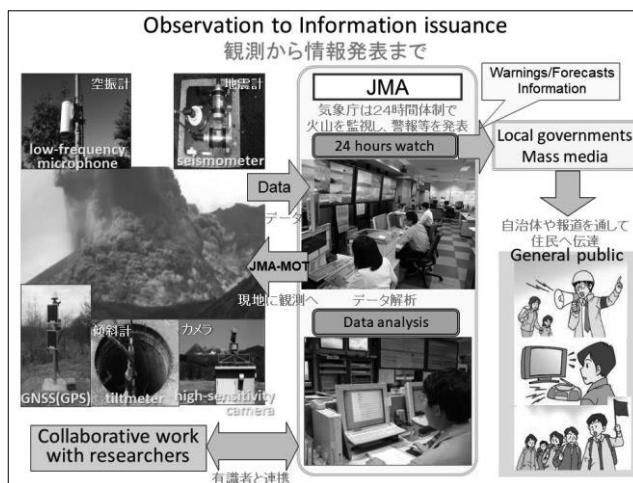 Observation to Information issuance
観測から情報発表まで
空振計
low-frequency
microphone
地震計
seismometer
Data
データ
JMA-MOT
現地に観測へ
GNSS(GPS)
傾斜計
tiltmeter
カメラ
high-sensitivity
camera
Collaborative work
with researchers
有識者と連携
JMA
気象庁は24時間体制で
火山を監視し、警報等を発表
24 hours watch
データ解析
Data analysis
Warnings/Forecasts
Information
Local governments
Mass media
自治体や報道を通して
住民へ伝達
General public